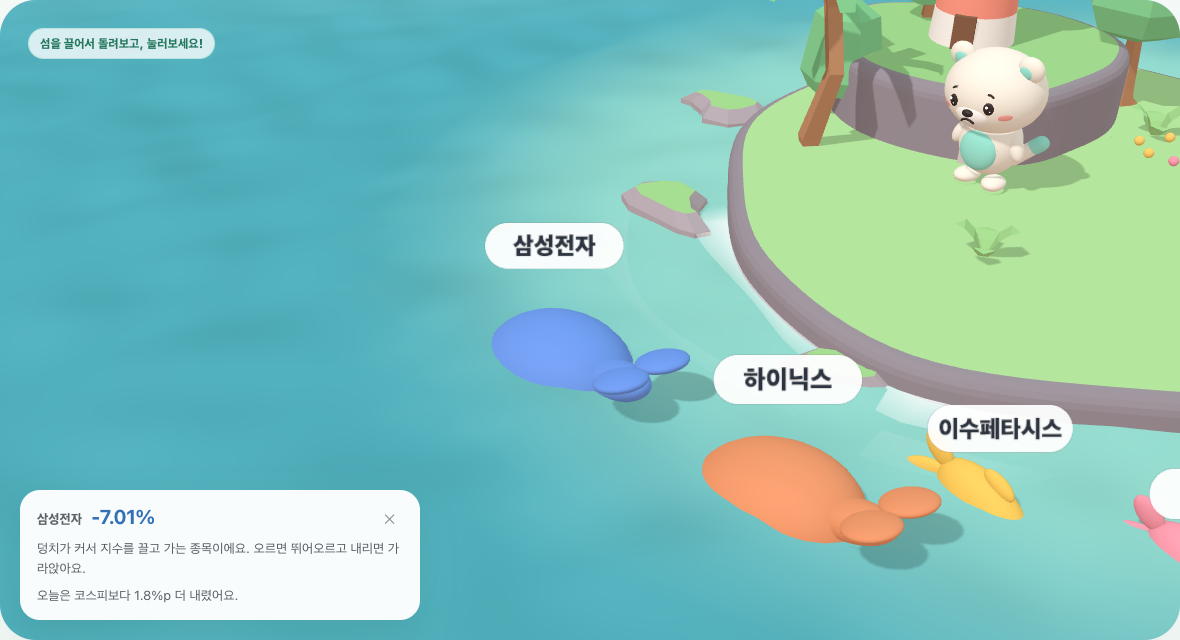 섬을 끌어서 돌려보고, 눌러보세요!
삼성전자
하이닉스
이수페타시스
삼성전자 -7.01%
덩치가 커서 지수를 끌고 가는 종목이에요. 오르면 뛰어오르고 내리면 가
라앉아요.
오늘은 코스피보다 1.8%p 더 내렸어요.